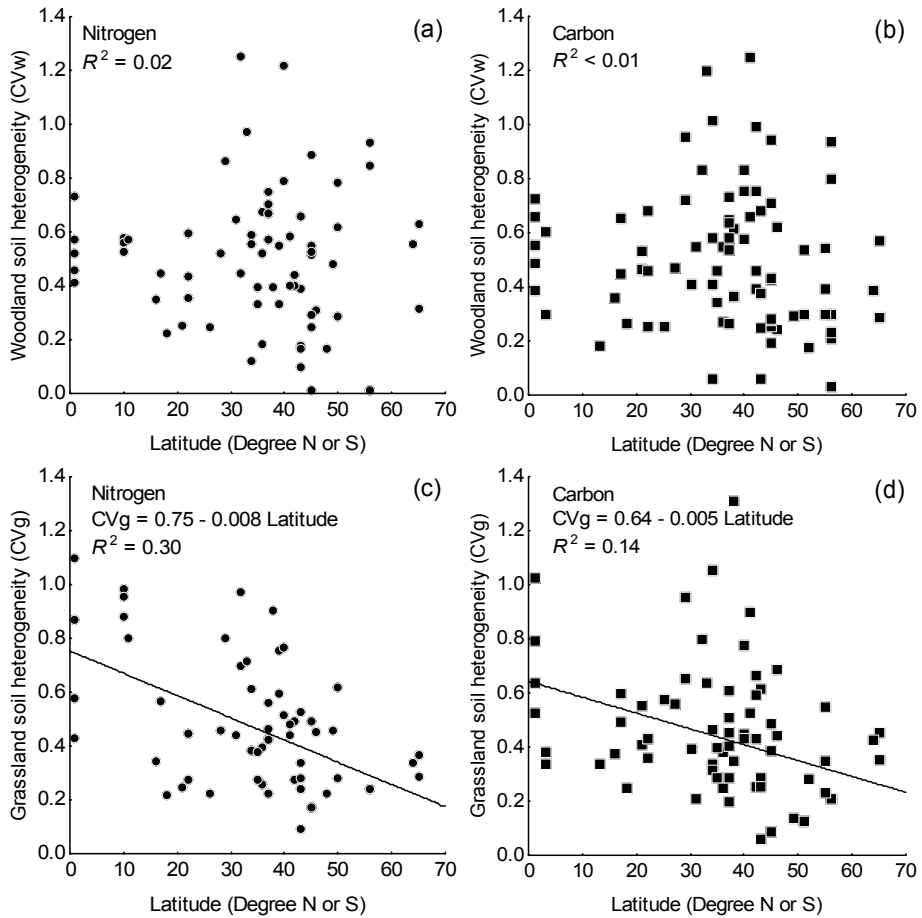 (a)
Nitrogen
R² = 0.02
Woodland soil heterogeneity (CVw)
1.4
1.2
1.0
0.8
0.6
0.4
0.2
0.0
0 10 20 30 40 50 60 70
Latitude (Degree N or S)
(b)
Carbon
R² < 0.01
Woodland soil heterogeneity (CVw)
1.4
1.2
1.0
0.8
0.6
0.4
0.2
0.0
0 10 20 30 40 50 60 70
Latitude (Degree N or S)
(c)
Nitrogen
CVg = 0.75 - 0.008 Latitude
R² = 0.30
Grassland soil heterogeneity (CVg)
1.4
1.2
1.0
0.8
0.6
0.4
0.2
0.0
0 10 20 30 40 50 60 70
Latitude (Degree N or S)
(d)
Carbon
CVg = 0.64 - 0.005 Latitude
R² = 0.14
Grassland soil heterogeneity (CVg)
1.4
1.2
1.0
0.8
0.6
0.4
0.2
0.0
0 10 20 30 40 50 60 70
Latitude (Degree N or S)